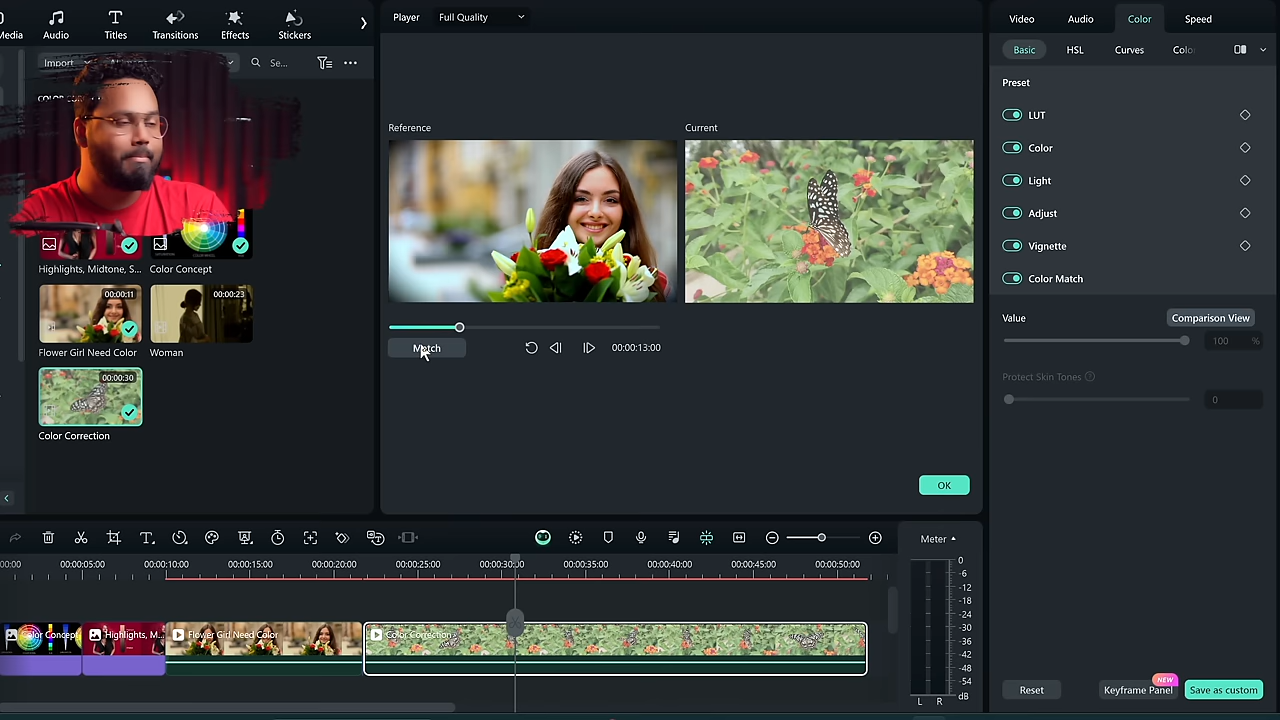 Media
Audio
Titles
Transitions
Effects
Stickers
Player
Full Quality
Video
Audio
Color
Speed
Import
Se...
Basic
HSL
Curves
Color
Preset
LUT
Color
Light
Adjust
Vignette
Color Match
Reference
Current
Highlights, Midtone, S...
Color Concept
00:00:11
00:00:23
Flower Girl Need Color
Woman
00:00:30
Color Correction
Match
00:00:13:00
Value
Comparison View
100 %
Protect Skin Tones
0
OK
00:00
00:00:05:00
00:00:10:00
00:00:15:00
00:00:20:00
00:00:25:00
00:00:30:00
00:00:35:00
00:00:40:00
00:00:45:00
00:00:50:00
Color Concept
Highlights, M...
Flower Girl Need Color
Color Correction
Meter
0
-6
-12
-18
-24
-30
-36
-42
-48
-54
dB
L R
Reset
Keyframe Panel
NEW
Save as custom